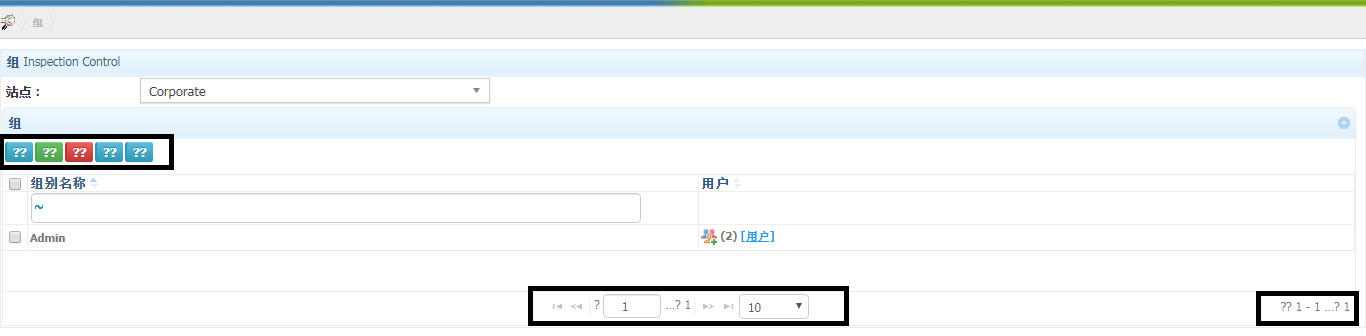 组
组 Inspection Control
站点：
Corporate
组
?? ?? ?? ?? ??
组别名称 用户
~
Admin (2) [用户]
? 1 ...? 1 10
?? 1 - 1 ...? 1